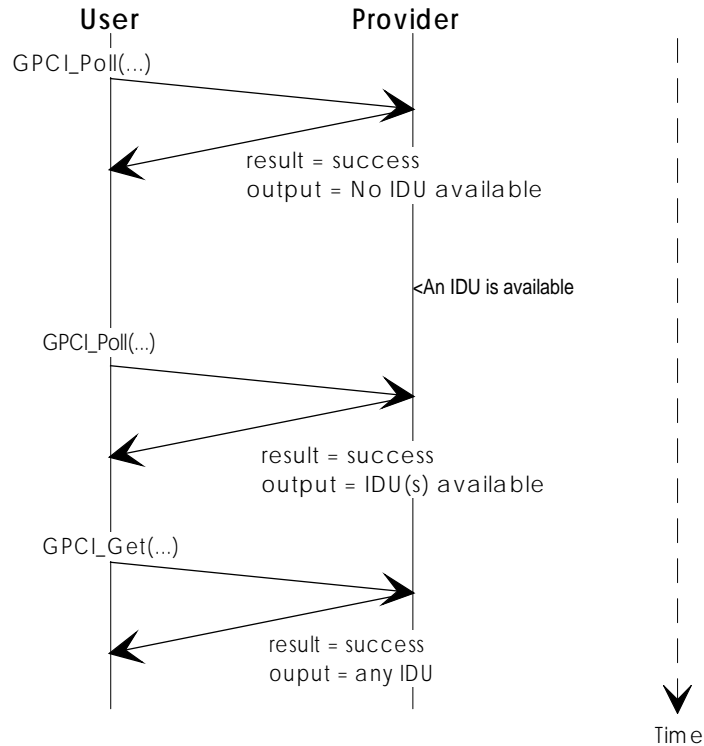 User Provider
GPCI_Poll(...)
result = success
output = No IDU available
<An IDU is available
GPCI_Poll(...)
result = success
output = IDU(s) available
GPCI_Get(...)
result = success
ouput = any IDU
Time